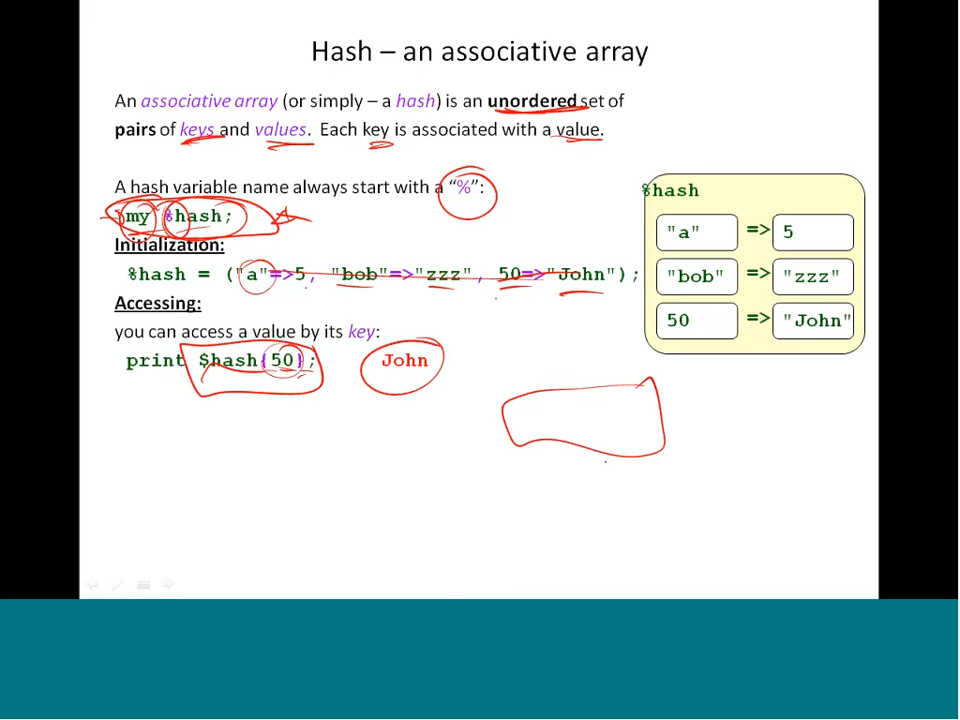 Hash – an associative array
An associative array (or simply – a hash) is an unordered set of
pairs of keys and values. Each key is associated with a value.
A hash variable name always start with a “%”:
my %hash;
Initialization:
%hash = ("a"=>5, "bob"=>"zzz", 50=>"John");
Accessing:
you can access a value by its key:
print $hash{50}; John
%hash
"a" => 5
"bob" => "zzz"
50 => "John"